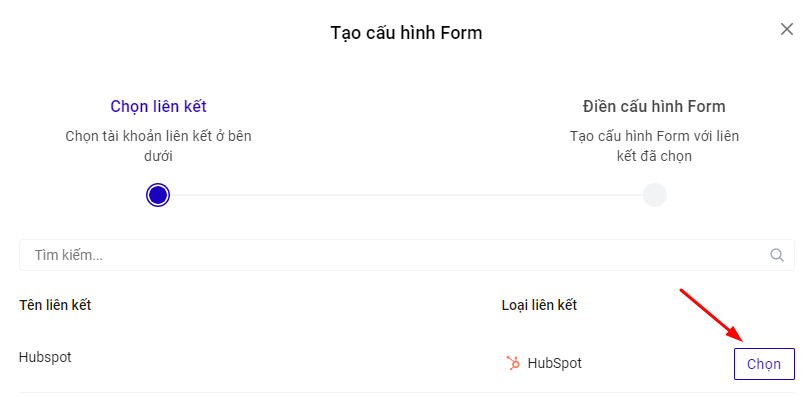 Tạo cấu hình Form
Chọn liên kết
Chọn tài khoản liên kết ở bên
dưới
Điền cấu hình Form
Tạo cấu hình Form với liên
kết đã chọn
Tìm kiếm...
Tên liên kết
Loại liên kết
Hubspot
HubSpot
Chọn